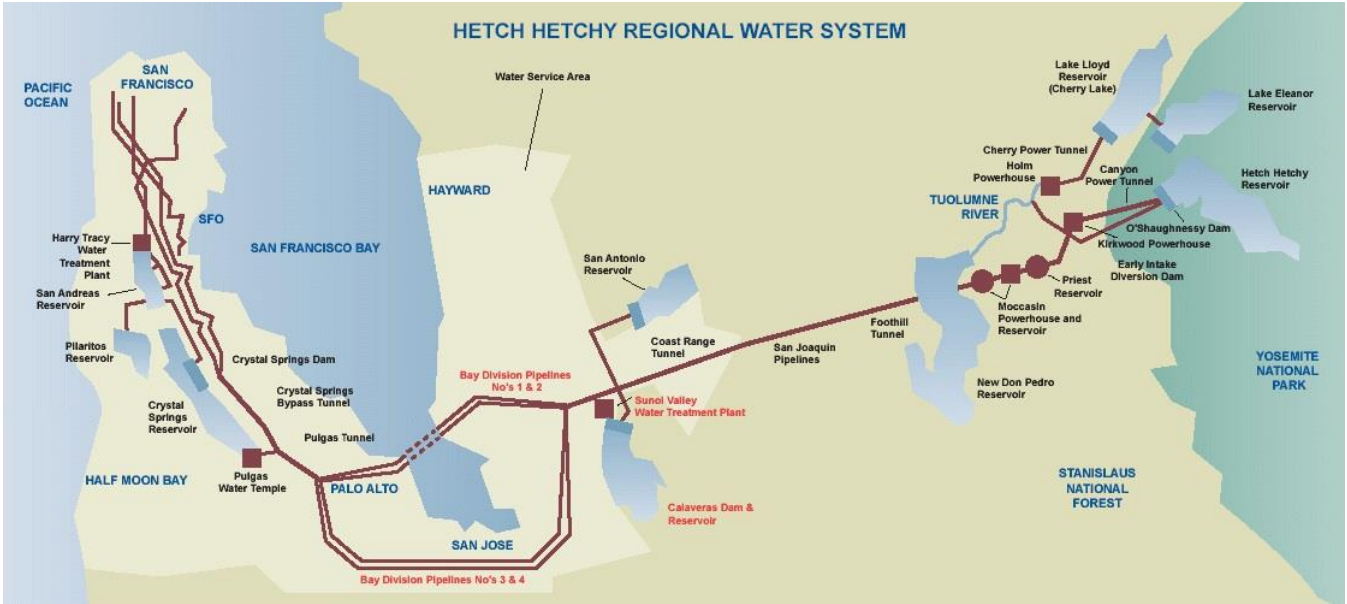 HETCH HETCHY REGIONAL WATER SYSTEM
SAN
FRANCISCO
PACIFIC
OCEAN
Water Service Area
Lake Lloyd
Reservoir
(Cherry Lake)
Lake Eleanor
Reservoir
Cherry Power Tunnel
Holm
Powerhouse
Canyon
Power Tunnel
Hetch Hetchy
Reservoir
HAYWARD
TUOLUMNE
RIVER
SFO
O'Shaughnessy Dam
Kirkwood Powerhouse
Harry Tracy
Water
Treatment
Plant
SAN FRANCISCO BAY
San Antonio
Reservoir
Early Intake
Diversion Dam
Priest
Reservoir
San Andreas
Reservoir
Moccasin
Powerhouse and
Reservoir
Foothill
Tunnel
Pilaritos
Reservoir
Coast Range
Tunnel
San Joaquin
Pipelines
Crystal Springs Dam
YOSEMITE
NATIONAL
PARK
Bay Division Pipelines
No's 1 & 2
New Don Pedro
Reservoir
Crystal Springs
Bypass Tunnel
Crystal
Springs
Reservoir
Sunol Valley
Water Treatment Plant
Pulgas Tunnel
HALF MOON BAY
Pulgas
Water Temple
PALO ALTO
STANISLAUS
NATIONAL
FOREST
Calaveras Dam &
Reservoir
SAN JOSE
Bay Division Pipelines No's 3 & 4